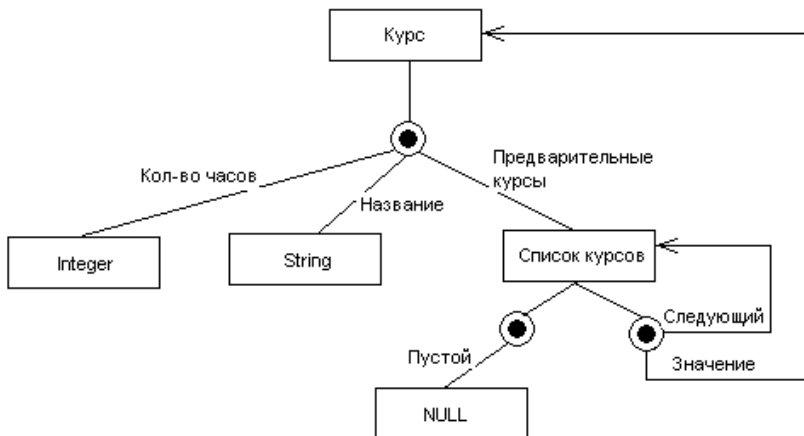 Курс
Кол-во часов
Предварительные
курсы
Название
Integer
String
Список курсов
Следующий
Пустой
Значение
NULL